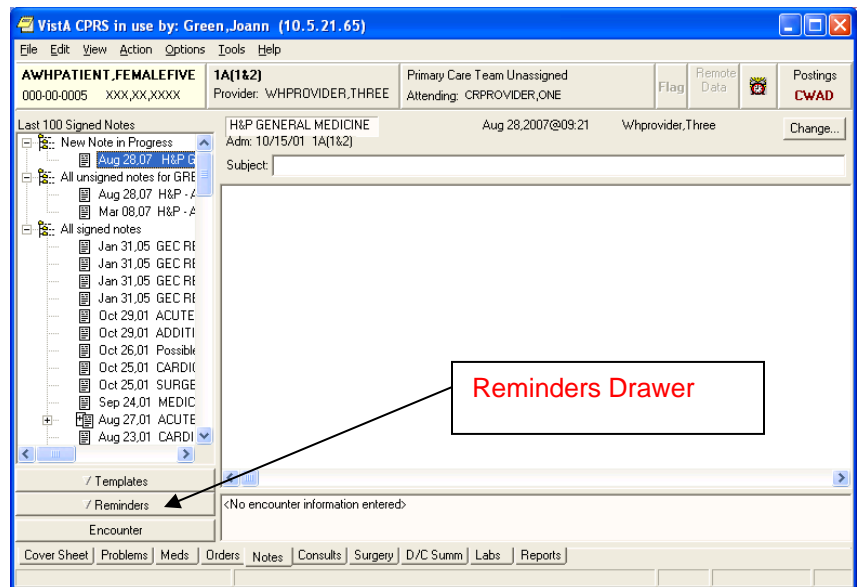 VistA CPRS in use by: Green,Joann (10.5.21.65)
File Edit View Action Options Tools Help
AWHPATIENT,FEMALEFIVE 1A(1&2) Primary Care Team Unassigned Flag Remote Data Postings
000-00-0005 XXX,XX,XXXX Provider: WHPROVIDER,THREE Attending: CRPROVIDER,ONE CWAD
Last 100 Signed Notes H&P GENERAL MEDICINE Aug 28,2007@09:21 Whprovider,Three Change...
Adm: 10/15/01 1A(1&2)
Subject:
New Note in Progress
Aug 28,07 H&P G
All unsigned notes for GRE
Aug 28,07 H&P - A
Mar 08,07 H&P - A
All signed notes
Jan 31,05 GEC RE
Jan 31,05 GEC RE
Jan 31,05 GEC RE
Jan 31,05 GEC RE
Oct 29,01 ACUTE
Oct 29,01 ADDITI
Oct 26,01 Possible
Oct 25,01 CARDIO
Oct 25,01 SURGE
Sep 24,01 MEDIC
Aug 27,01 ACUTE
Aug 23,01 CARDI
Reminders Drawer
/ Templates
/ Reminders
Encounter
<No encounter information entered>
Cover Sheet Problems Meds Orders Notes Consults Surgery D/C Summ Labs Reports